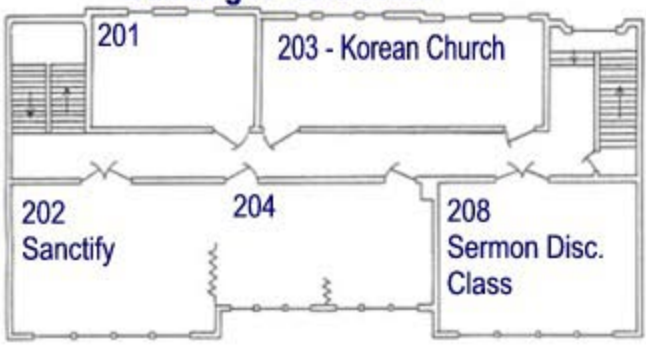 201
203 - Korean Church
202
Sanctify
204
208
Sermon Disc.
Class